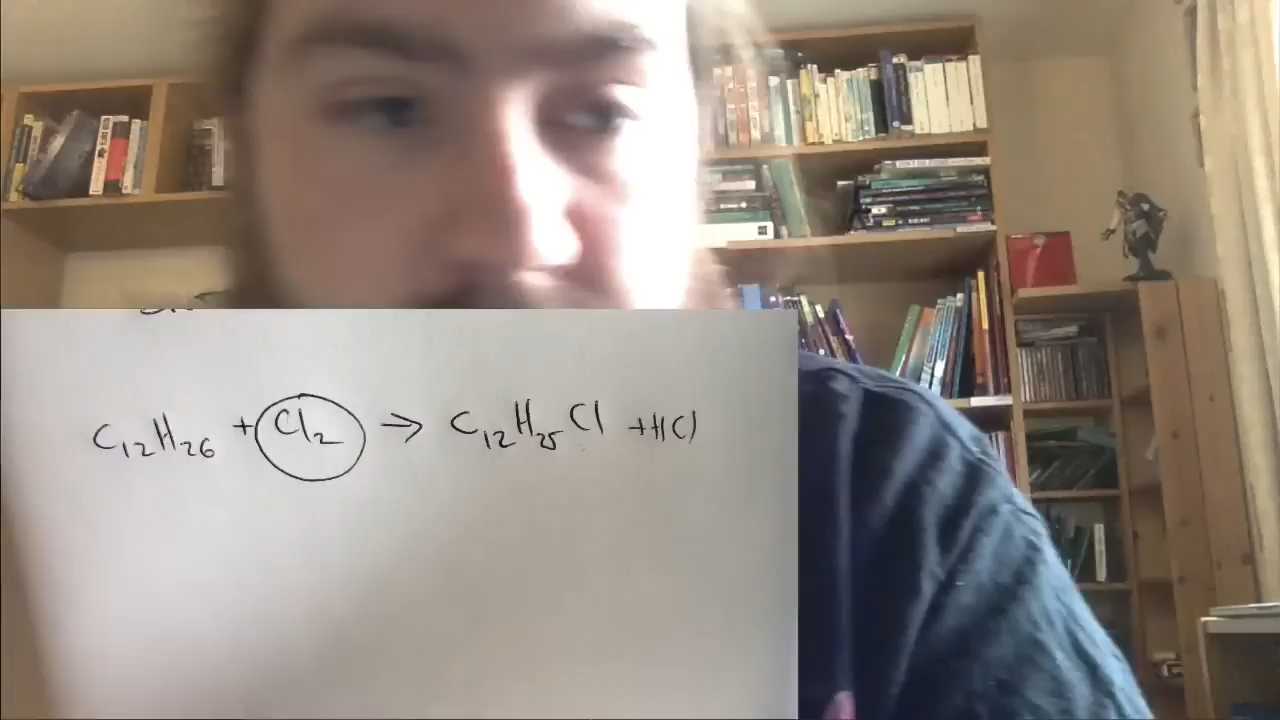 C₁₂H₂₆ + Cl₂ → C₁₂H₂₅Cl + HCl